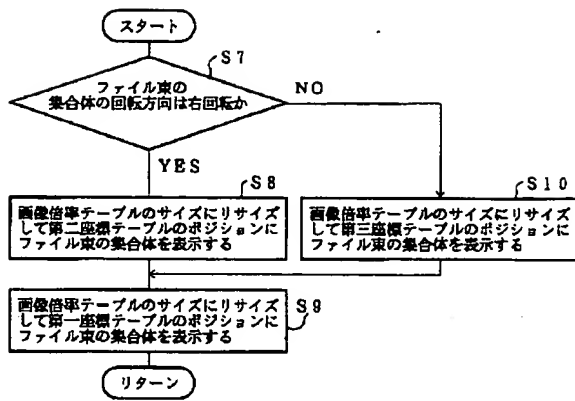 スタート
S7
ファイル束の
集合体の回転方向は右回転か
NO
YES
S8
画像倍率テーブルのサイズにリサイズ
して第二座標テーブルのポジションに
ファイル束の集合体を表示する
S10
画像倍率テーブルのサイズにリサイズ
して第三座標テーブルのポジションに
ファイル束の集合体を表示する
画像倍率テーブルのサイズにリサイズ
して第一座標テーブルのポジションに
ファイル束の集合体を表示する
S9
リターン